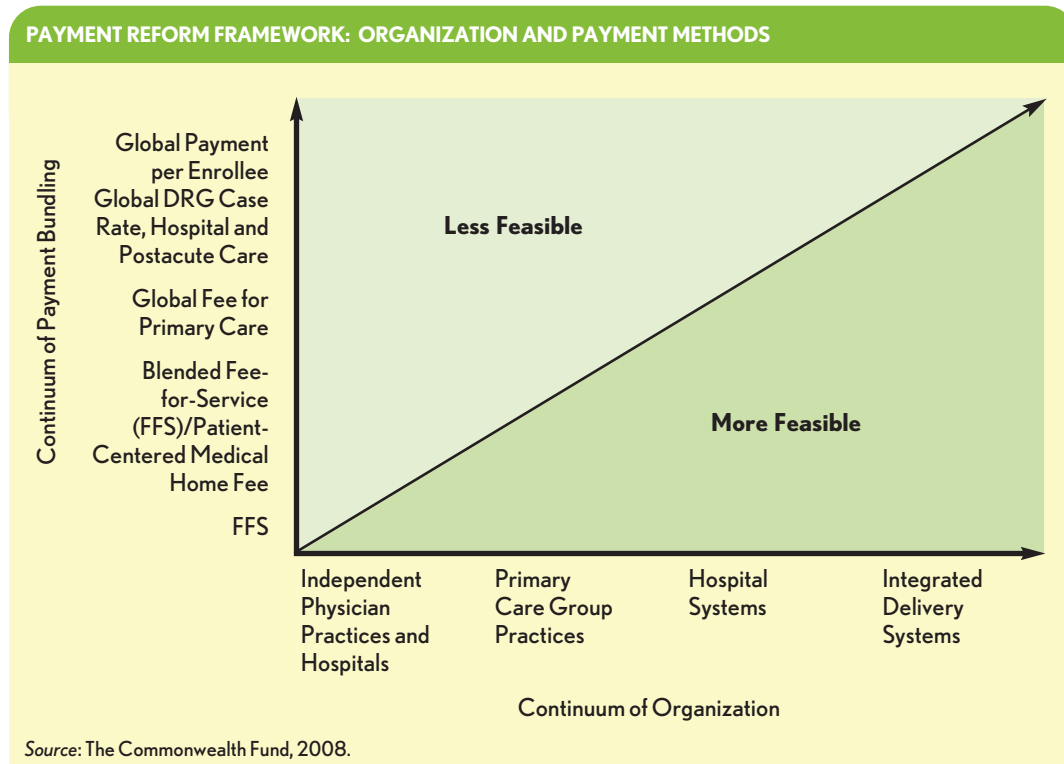 PAYMENT REFORM FRAMEWORK: ORGANIZATION AND PAYMENT METHODS
Continuum of Payment Bundling
Global Payment
per Enrollee
Global DRG Case
Rate, Hospital and
Postacute Care
Global Fee for
Primary Care
Blended Fee-
for-Service
(FFS)/Patient-
Centered Medical
Home Fee
FFS
Less Feasible
More Feasible
Independent
Physician
Practices and
Hospitals
Primary
Care Group
Practices
Hospital
Systems
Integrated
Delivery
Systems
Continuum of Organization
Source: The Commonwealth Fund, 2008.